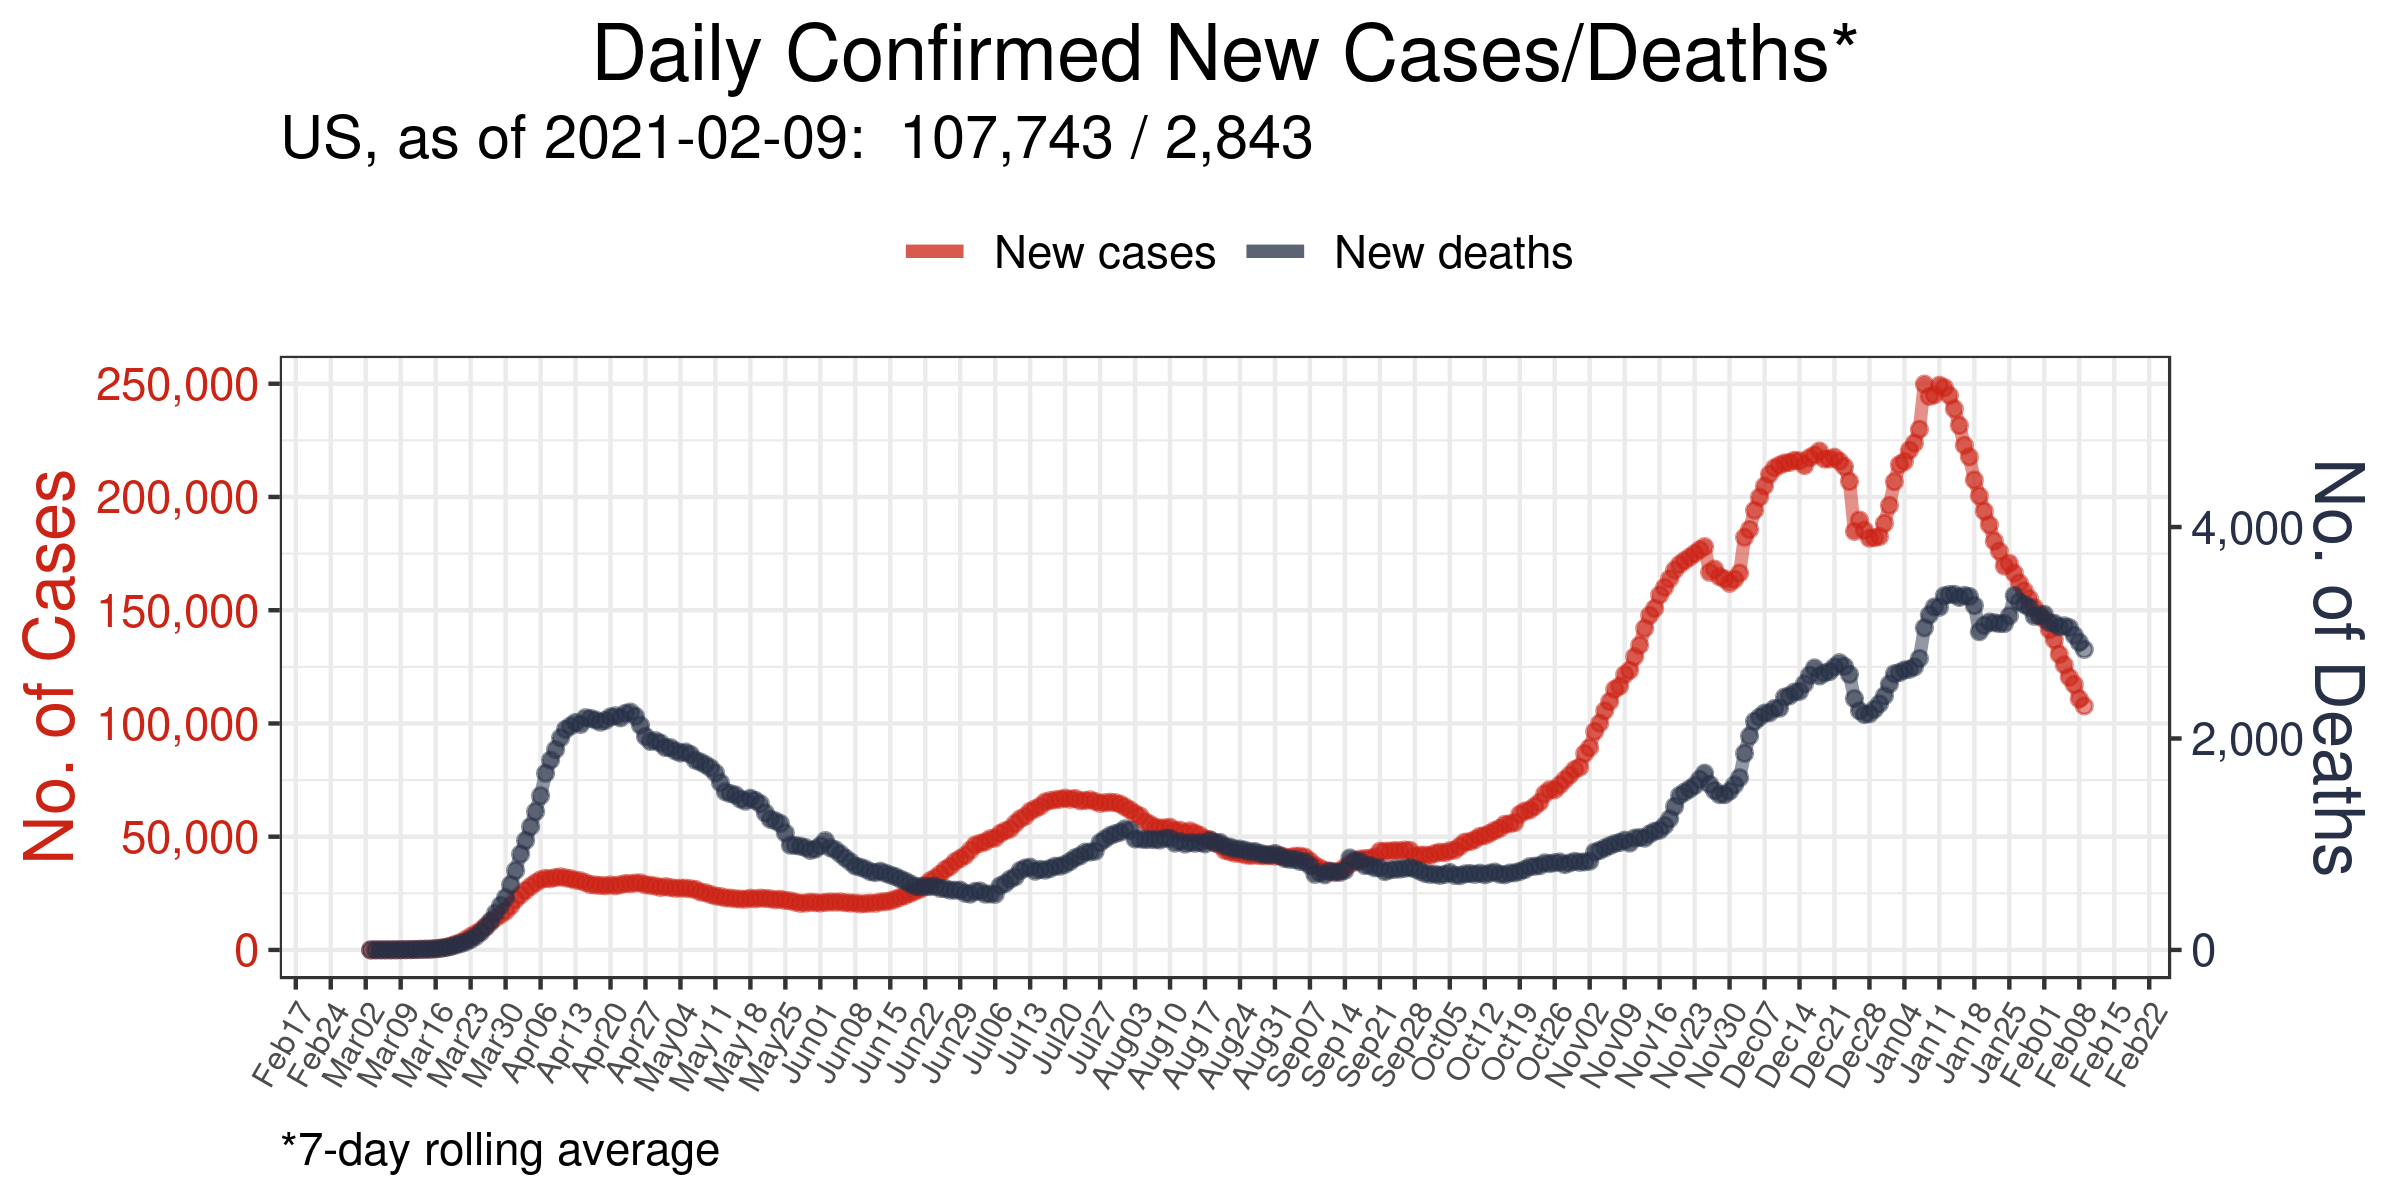 Daily Confirmed New Cases/Deaths*
US, as of 2021-02-09:  107,743 / 2,843
New cases
New deaths
No. of Cases
250,000
200,000
150,000
100,000
50,000
0
4,000
2,000
0
No. of Deaths
Feb17
Feb24
Mar02
Mar09
Mar16
Mar23
Mar30
Apr06
Apr13
Apr20
Apr27
May04
May11
May18
May25
Jun01
Jun08
Jun15
Jun22
Jun29
Jul06
Jul13
Jul20
Jul27
Aug03
Aug10
Aug17
Aug24
Aug31
Sep07
Sep14
Sep21
Sep28
Oct05
Oct12
Oct19
Oct26
Nov02
Nov09
Nov16
Nov23
Nov30
Dec07
Dec14
Dec21
Dec28
Jan04
Jan11
Jan18
Jan25
Feb01
Feb08
Feb15
Feb22
*7-day rolling average